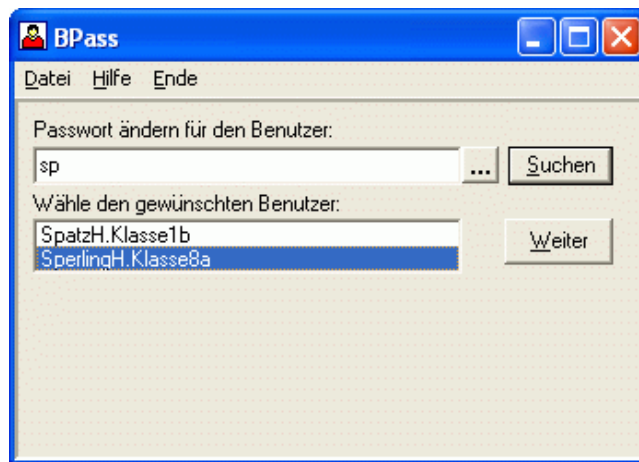 BPass
Datei Hilfe Ende
Passwort ändern für den Benutzer:
sp ... Suchen
Wähle den gewünschten Benutzer:
SpatzH.Klasse1b
SperlingH.Klasse8a
Weiter